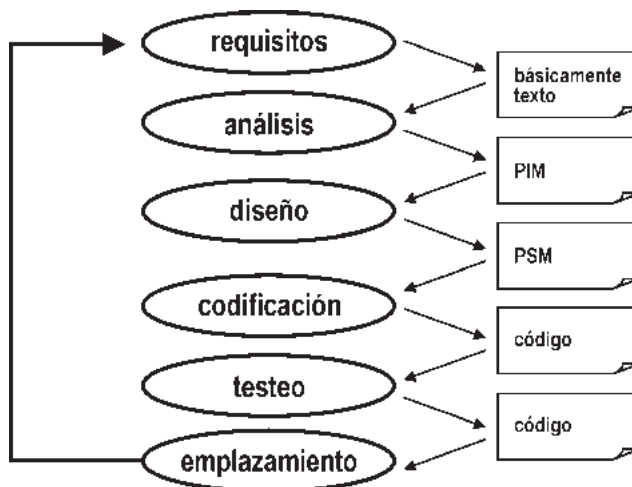 requisitos
básicamente
texto
análisis
PIM
diseño
PSM
codificación
código
testeo
código
emplazamiento